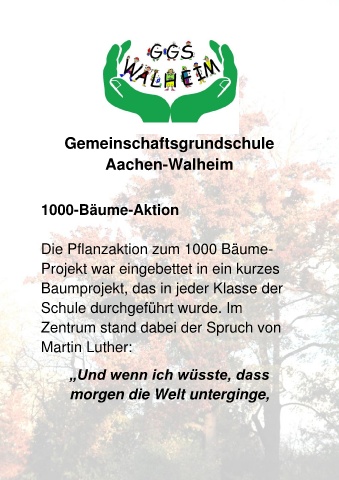 GGS
WALHEIM
Gemeinschaftsgrundschule
Aachen-Walheim
1000-Bäume-Aktion
Die Pflanzaktion zum 1000 Bäume-
Projekt war eingebettet in ein kurzes
Baumprojekt, das in jeder Klasse der
Schule durchgeführt wurde. Im
Zentrum stand dabei der Spruch von
Martin Luther:
„Und wenn ich wüsste, dass
morgen die Welt unterginge,